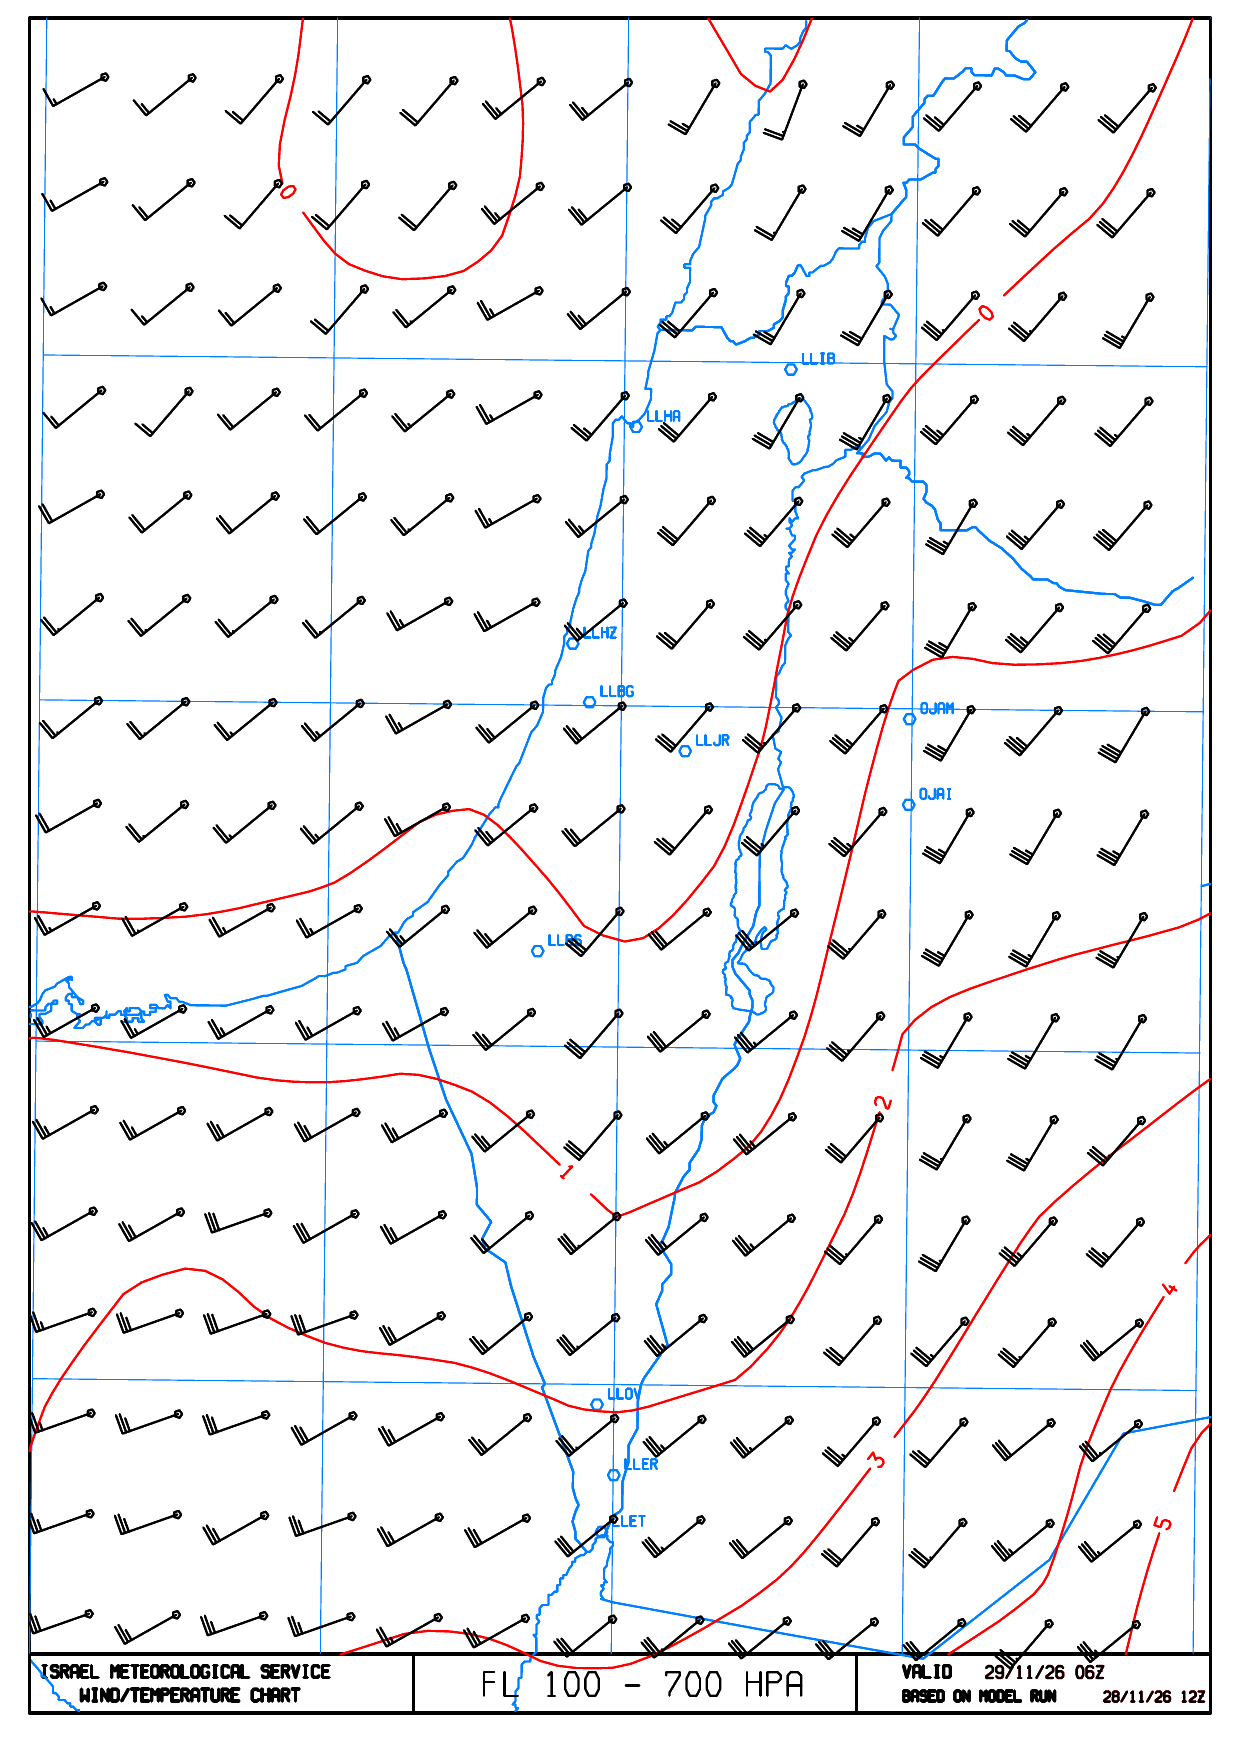 0
0
LLIB
LLHA
LLHZ
LLBG
OJAM
LLJR
OJAI
2
1
4
LLOV
3
LLER
LLET
5
ISRAEL METEOROLOGICAL SERVICE
WIND/TEMPERATURE CHART
FL 100 - 700 HPA
VALID 29/11/26 06Z
BASED ON MODEL RUN 28/11/26 12Z